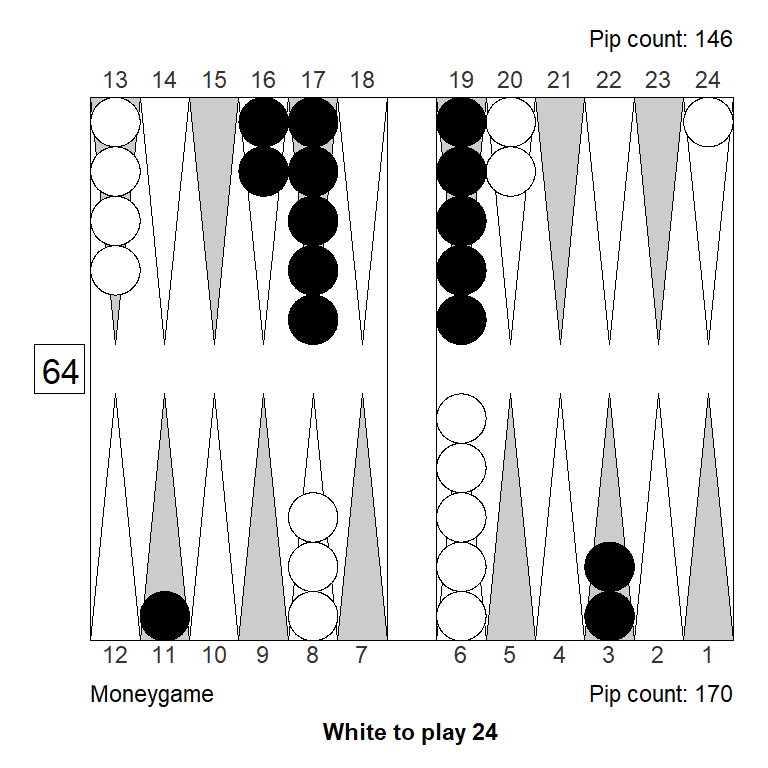 Pip count: 146
13 14 15 16 17 18 19 20 21 22 23 24
64
12 11 10 9 8 7 6 5 4 3 2 1
Moneygame Pip count: 170
White to play 24